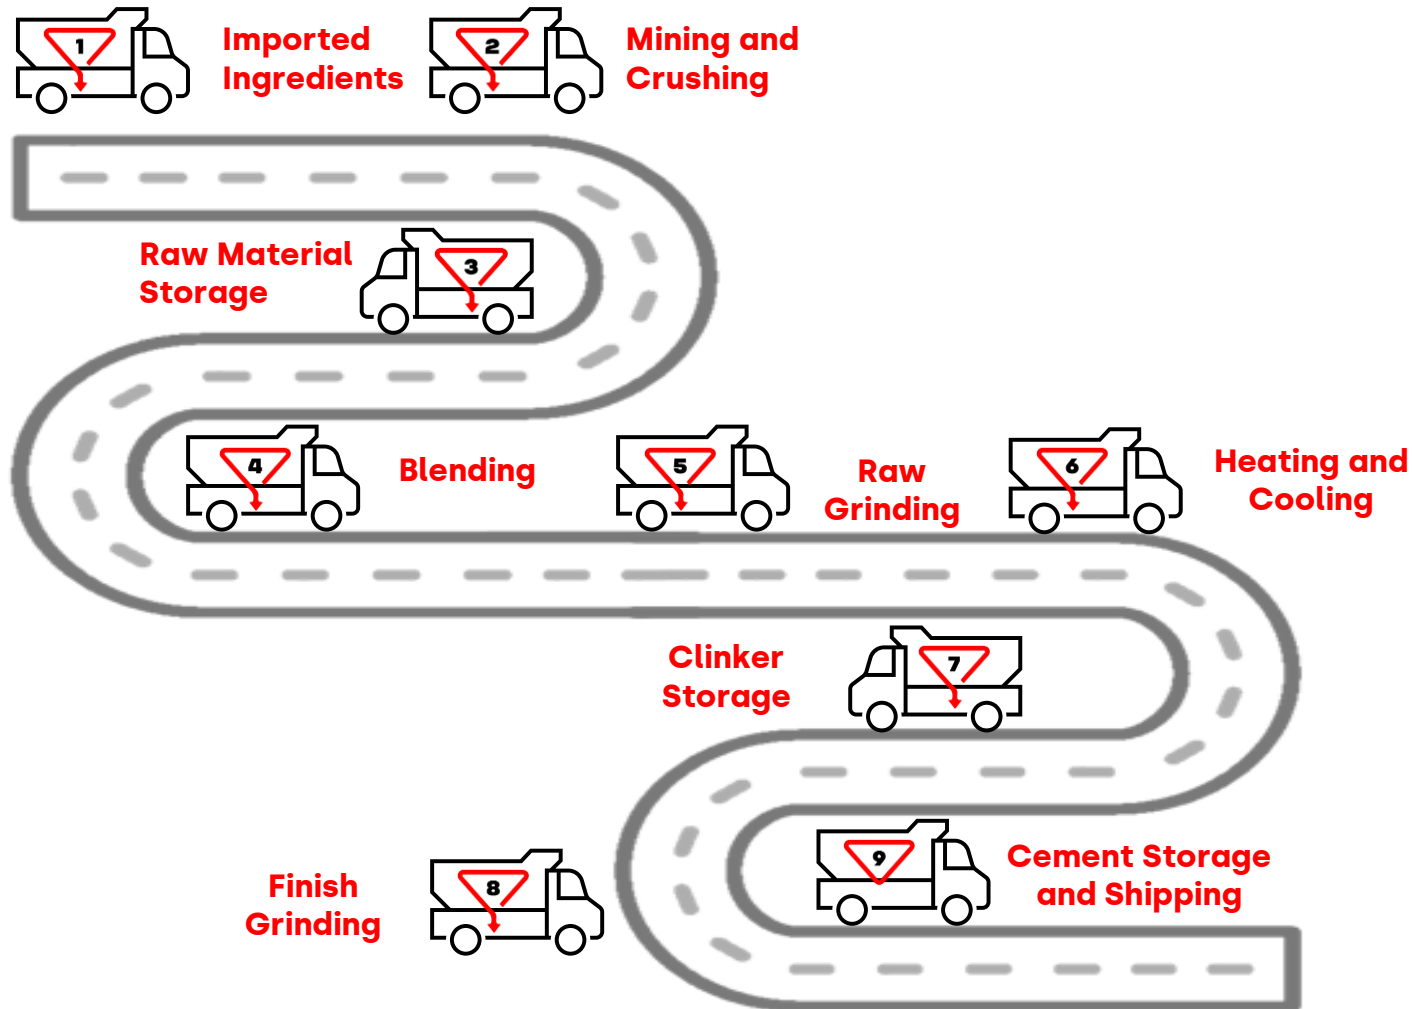 1
Imported
Ingredients
2
Mining and
Crushing
Raw Material
Storage
3
4
Blending
5
Raw
Grinding
6
Heating and
Cooling
Clinker
Storage
7
Finish
Grinding
8
9
Cement Storage
and Shipping